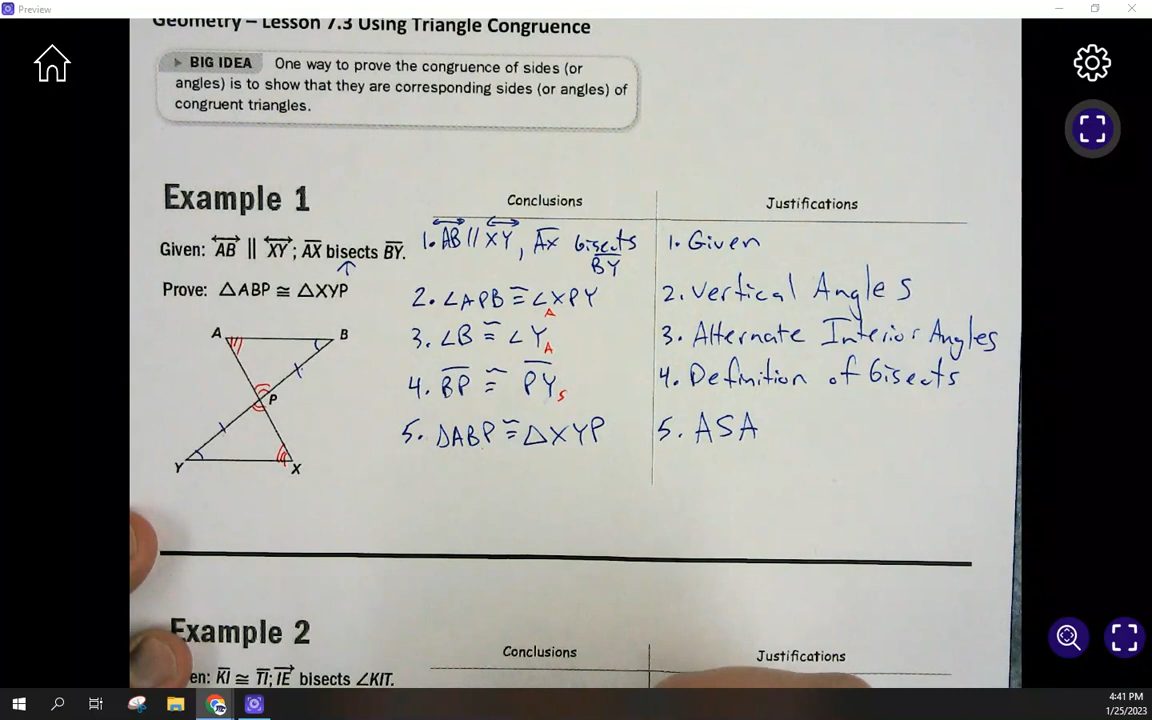 Preview
Geometry – Lesson 7.3 Using Triangle Congruence
BIG IDEA One way to prove the congruence of sides (or
angles) is to show that they are corresponding sides (or angles) of
congruent triangles.
Example 1
Conclusions
Justifications
Given: AB || XY; AX bisects BY.
Prove: △ABP ≅ △XYP
A
B
P
Y
X
1. AB // XY, AX bisects
BY
1. Given
2. ∠APB ≅ ∠XPY
A
2. Vertical Angles
3. ∠B ≅ ∠Y
A
3. Alternate Interior Angles
4. BP ≅ PY
S
4. Definition of bisects
5. △ABP ≅ △XYP
5. ASA
Example 2
Conclusions
Justifications
en: KI ≅ TI; IE bisects ∠KIT.
4:41 PM
1/25/2023